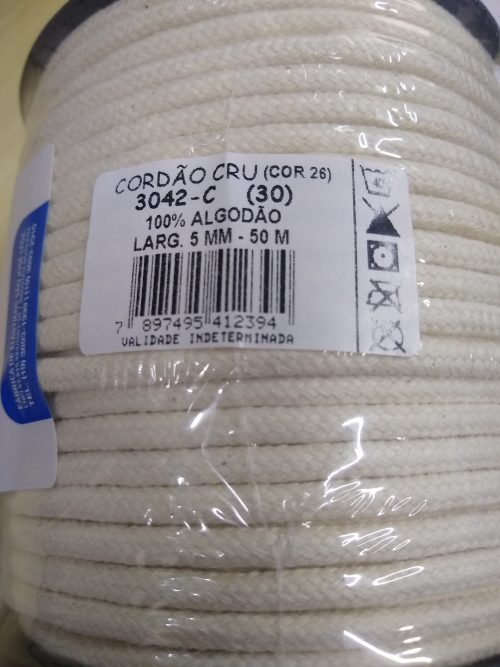 CORDÃO CRU (COR 26)
3042-C (30)
100% ALGODÃO
LARG. 5 MM - 50 M
7 897495 412394
VALIDADE INDETERMINADA